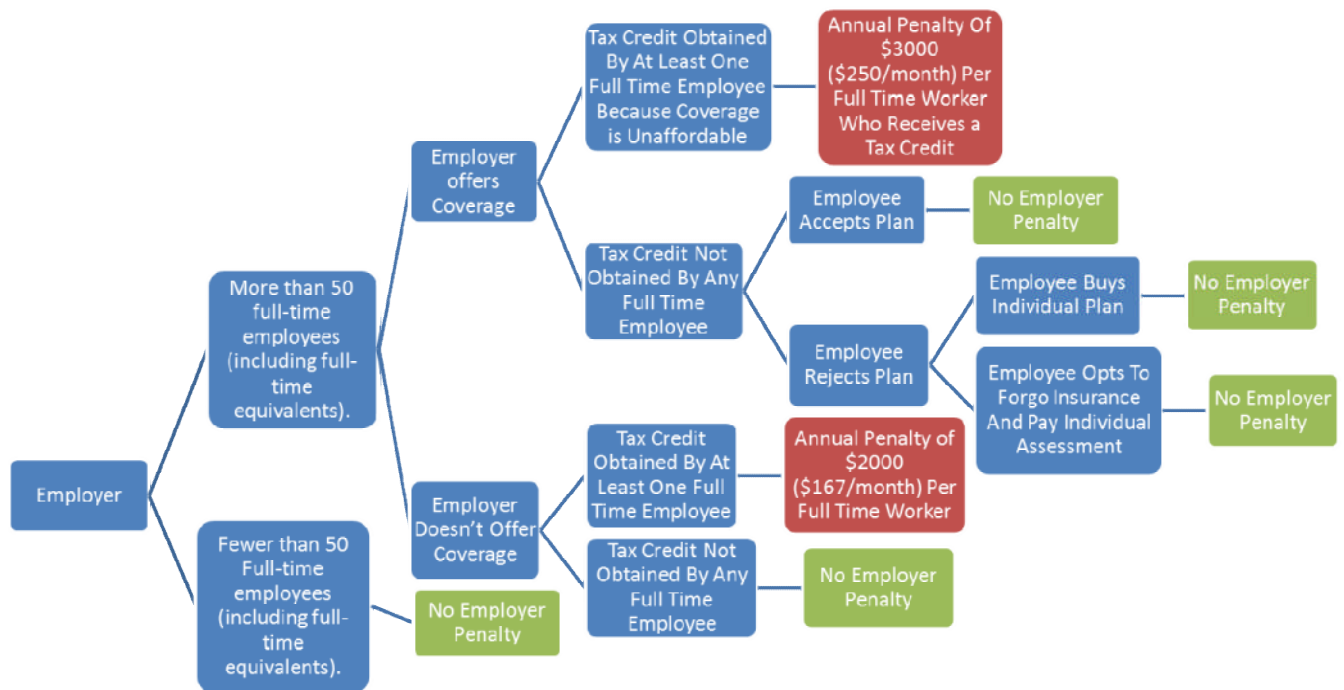 Tax Credit Obtained
By At Least One
Full Time Employee
Because Coverage
is Unaffordable
Annual Penalty Of
$3000
($250/month) Per
Full Time Worker
Who Receives a
Tax Credit
Employer
offers
Coverage
Employee
Accepts Plan
No Employer
Penalty
Tax Credit Not
Obtained By Any
Full Time
Employee
More than 50
full-time
employees
(including full-
time
equivalents).
Employee Buys
Individual Plan
No Employer
Penalty
Employee
Rejects Plan
Employee Opts To
Forgo Insurance
And Pay Individual
Assessment
No Employer
Penalty
Employer
Tax Credit
Obtained By At
Least One Full
Time Employee
Annual Penalty of
$2000
($167/month) Per
Full Time Worker
Employer
Doesn't Offer
Coverage
Fewer than 50
Full-time
employees
(including full-
time
equivalents).
No Employer
Penalty
Tax Credit Not
Obtained By Any
Full Time
Employee
No Employer
Penalty